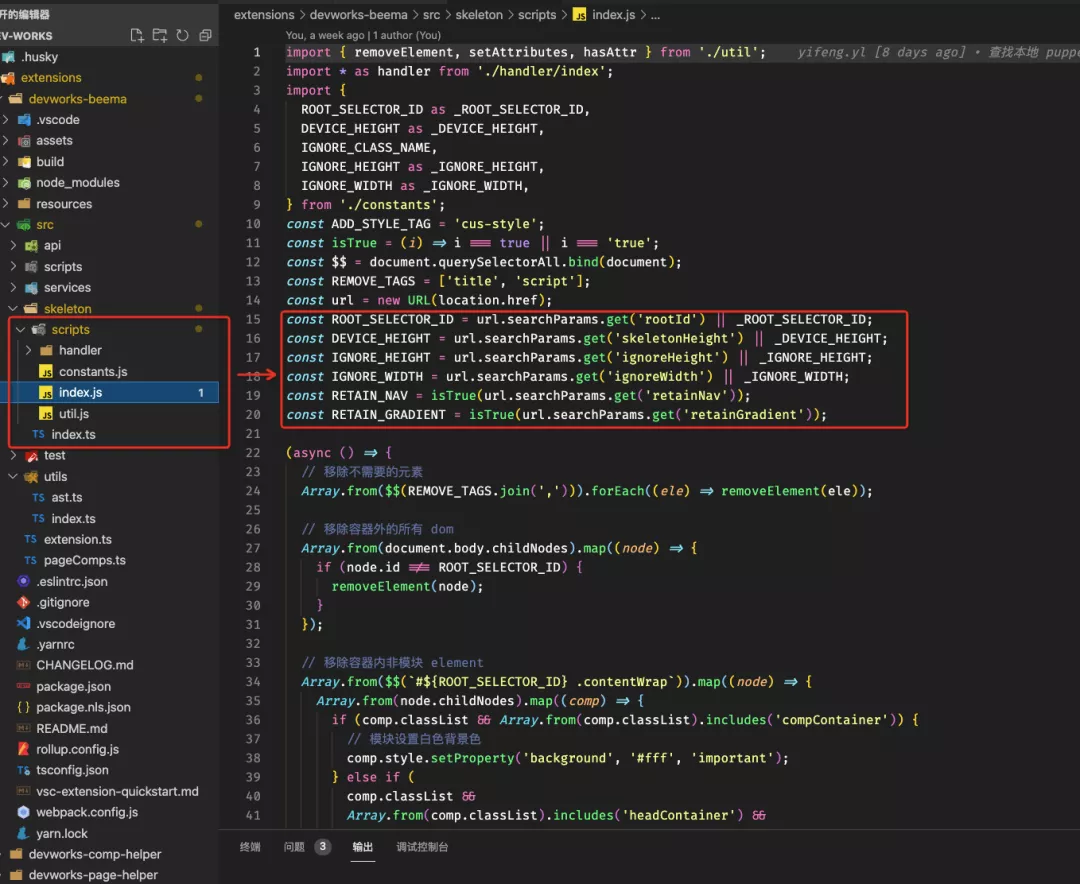 开的编辑器
EV-WORKS
.husky
extensions
devworks-beema
.vscode
assets
build
node_modules
resources
src
api
scripts
services
skeleton
scripts
handler
constants.js
index.js 1
util.js
index.ts
test
utils
ast.ts
index.ts
extension.ts
pageComps.ts
.eslintrc.json
.gitignore
.vscodeignore
.yarnrc
CHANGELOG.md
package.json
package.nls.json
README.md
rollup.config.js
tsconfig.json
vsc-extension-quickstart.md
webpack.config.js
yarn.lock
devworks-comp-helper
devworks-page-helper
extensions > devworks-beema > src > skeleton > scripts > JS index.js > ...
You, a week ago | 1 author (You)
1 import { removeElement, setAttributes, hasAttr } from './util'; yifeng.yl [8 days ago] • 查找本地 puppe
2 import * as handler from './handler/index';
3 import {
4 ROOT_SELECTOR_ID as _ROOT_SELECTOR_ID,
5 DEVICE_HEIGHT as _DEVICE_HEIGHT,
6 IGNORE_CLASS_NAME,
7 IGNORE_HEIGHT as _IGNORE_HEIGHT,
8 IGNORE_WIDTH as _IGNORE_WIDTH,
9 } from './constants';
10 const ADD_STYLE_TAG = 'cus-style';
11 const isTrue = (i) => i === true || i === 'true';
12 const $$ = document.querySelectorAll.bind(document);
13 const REMOVE_TAGS = ['title', 'script'];
14 const url = new URL(location.href);
15 const ROOT_SELECTOR_ID = url.searchParams.get('rootId') || _ROOT_SELECTOR_ID;
16 const DEVICE_HEIGHT = url.searchParams.get('skeletonHeight') || _DEVICE_HEIGHT;
17 const IGNORE_HEIGHT = url.searchParams.get('ignoreHeight') || _IGNORE_HEIGHT;
18 const IGNORE_WIDTH = url.searchParams.get('ignoreWidth') || _IGNORE_WIDTH;
19 const RETAIN_NAV = isTrue(url.searchParams.get('retainNav'));
20 const RETAIN_GRADIENT = isTrue(url.searchParams.get('retainGradient'));
21
22 (async () => {
23 // 移除不需要的元素
24 Array.from($$(REMOVE_TAGS.join(','))).forEach((ele) => removeElement(ele));
25
26 // 移除容器外的所有 dom
27 Array.from(document.body.childNodes).map((node) => {
28 if (node.id !== ROOT_SELECTOR_ID) {
29 removeElement(node);
30 }
31 });
32
33 // 移除容器内非模块 element
34 Array.from($$(`#${ROOT_SELECTOR_ID} .contentWrap`)).map((node) => {
35 Array.from(node.childNodes).map((comp) => {
36 if (comp.classList && Array.from(comp.classList).includes('compContainer')) {
37 // 模块设置白色背景色
38 comp.style.setProperty('background', '#fff', 'important');
39 } else if (
40 comp.classList &&
41 Array.from(comp.classList).includes('headContainer') &&
终端 问题 3 输出 调试控制台